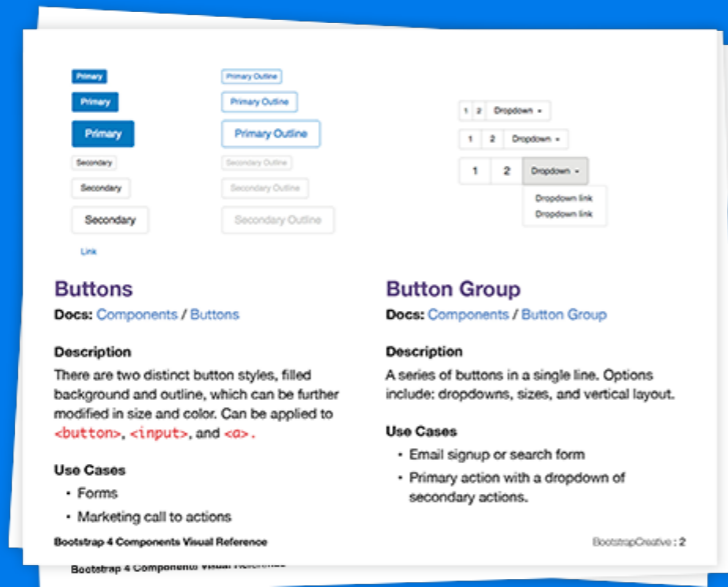 Primary
Primary
Primary
Secondary
Secondary
Secondary
Link
Primary Outline
Primary Outline
Primary Outline
Secondary Outline
Secondary Outline
Secondary Outline
1 2 Dropdown
1 2 Dropdown
1 2 Dropdown
Dropdown link
Dropdown link
Buttons
Docs: Components / Buttons
Description
There are two distinct button styles, filled
background and outline, which can be further
modified in size and color. Can be applied to
<button>, <input>, and <a>.
Use Cases
• Forms
• Marketing call to actions
Button Group
Docs: Components / Button Group
Description
A series of buttons in a single line. Options
include: dropdowns, sizes, and vertical layout.
Use Cases
• Email signup or search form
• Primary action with a dropdown of
secondary actions.
Bootstrap 4 Components Visual Reference
BootstrapCreative : 2
Bootstrap 4 Components Visual Reference